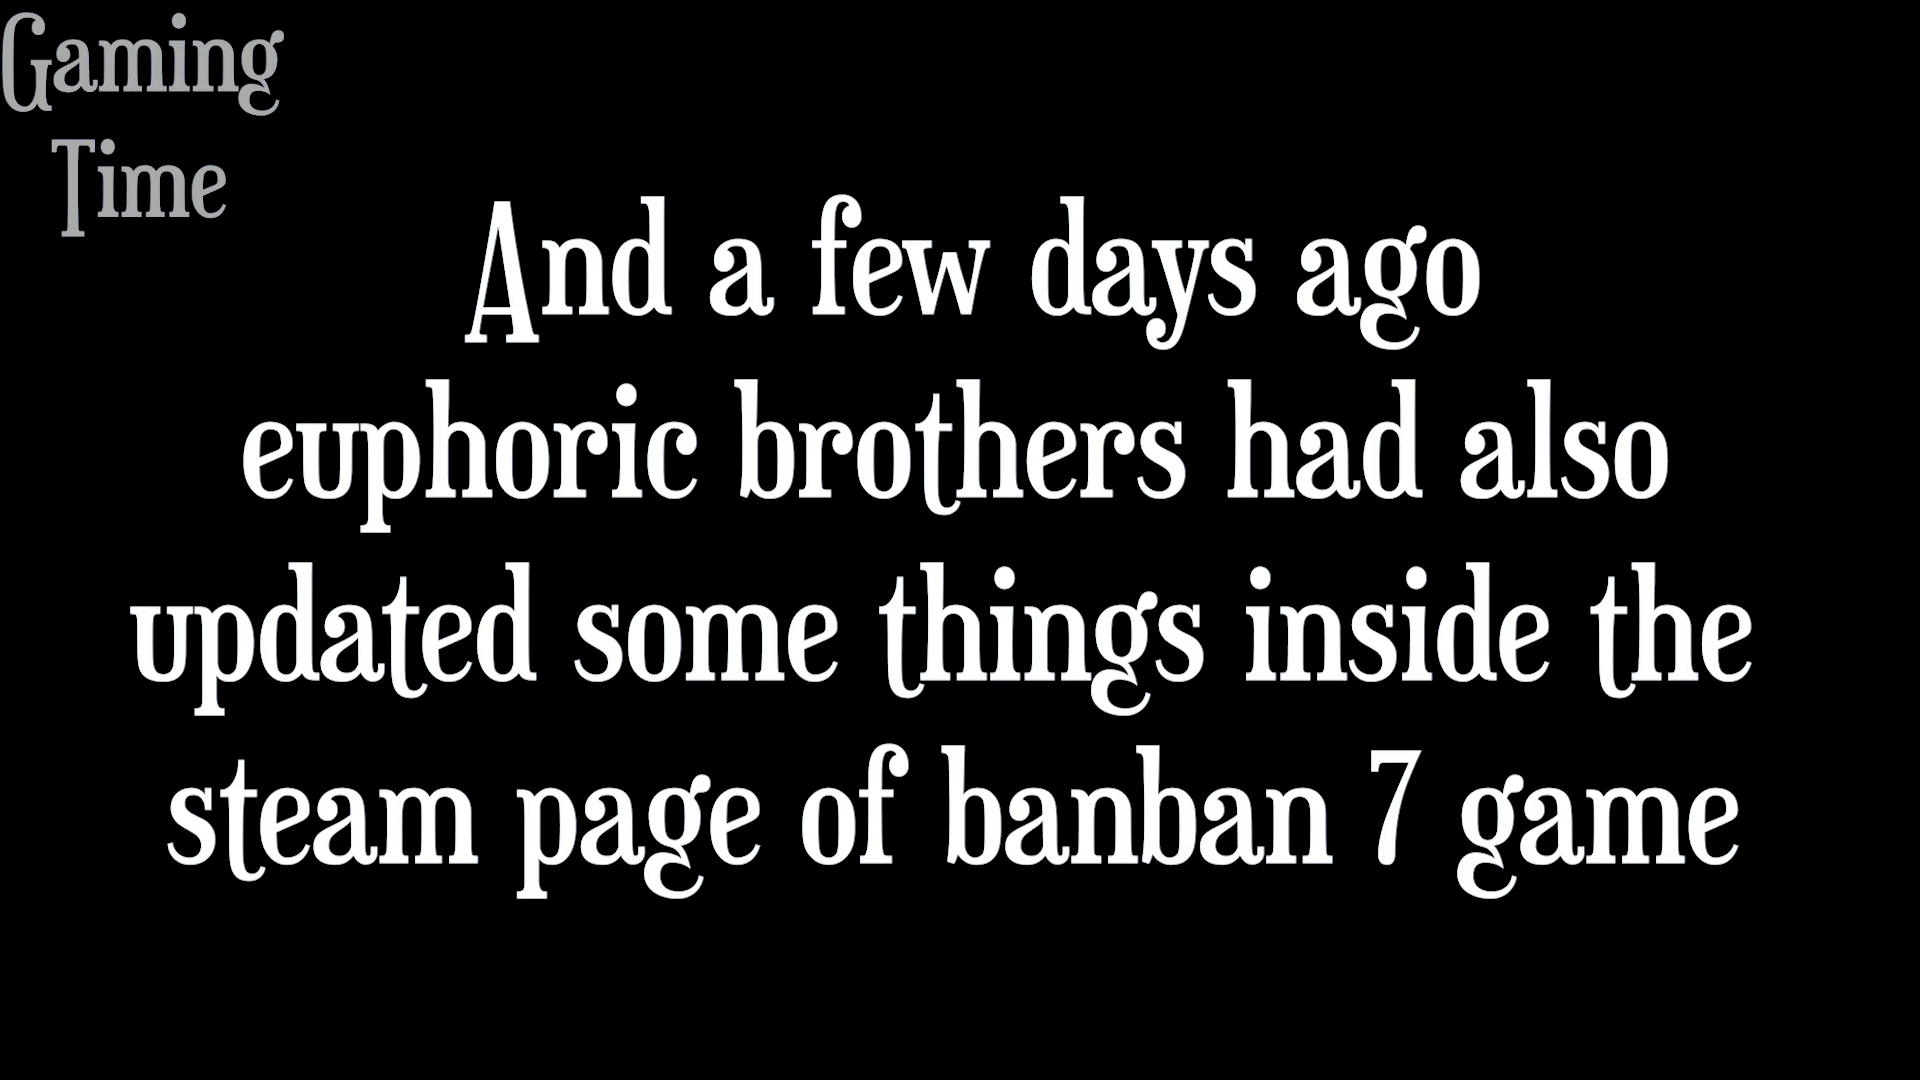 Gaming
Time
And a few days ago
euphoric brothers had also
updated some things inside the
steam page of banban 7 game